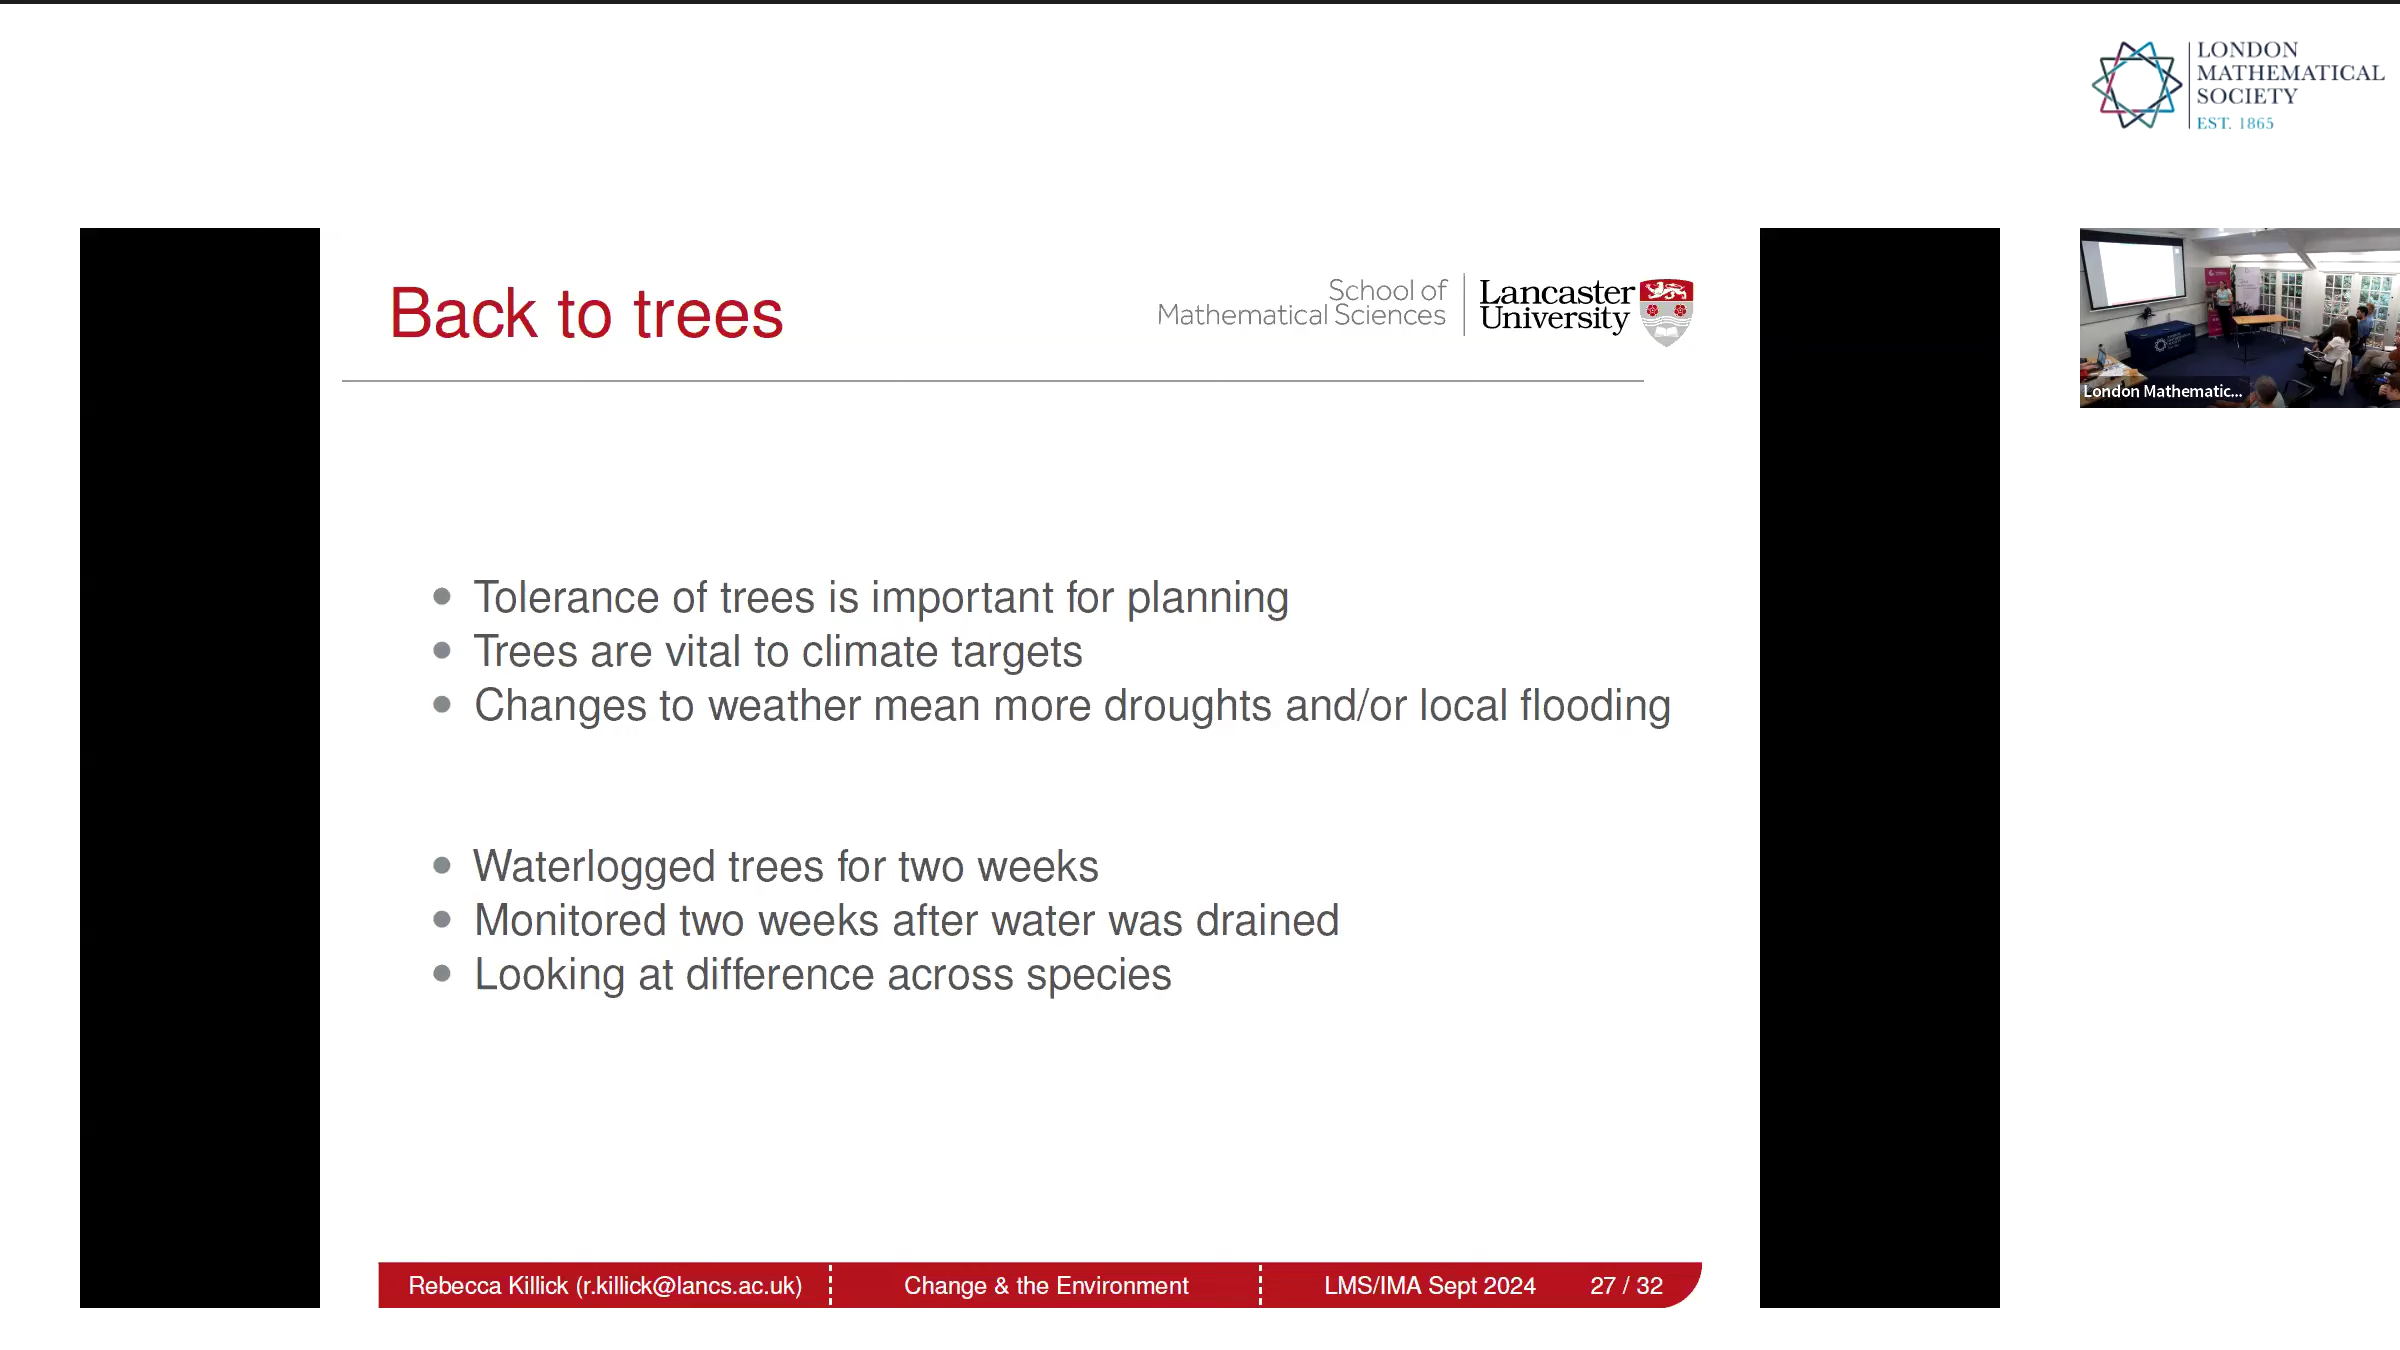 LONDON
MATHEMATICAL
SOCIETY
EST. 1865
Back to trees
School of
Mathematical Sciences
Lancaster
University
London Mathematic...
• Tolerance of trees is important for planning
• Trees are vital to climate targets
• Changes to weather mean more droughts and/or local flooding
• Waterlogged trees for two weeks
• Monitored two weeks after water was drained
• Looking at difference across species
Rebecca Killick (r.killick@lancs.ac.uk) Change & the Environment LMS/IMA Sept 2024 27 / 32